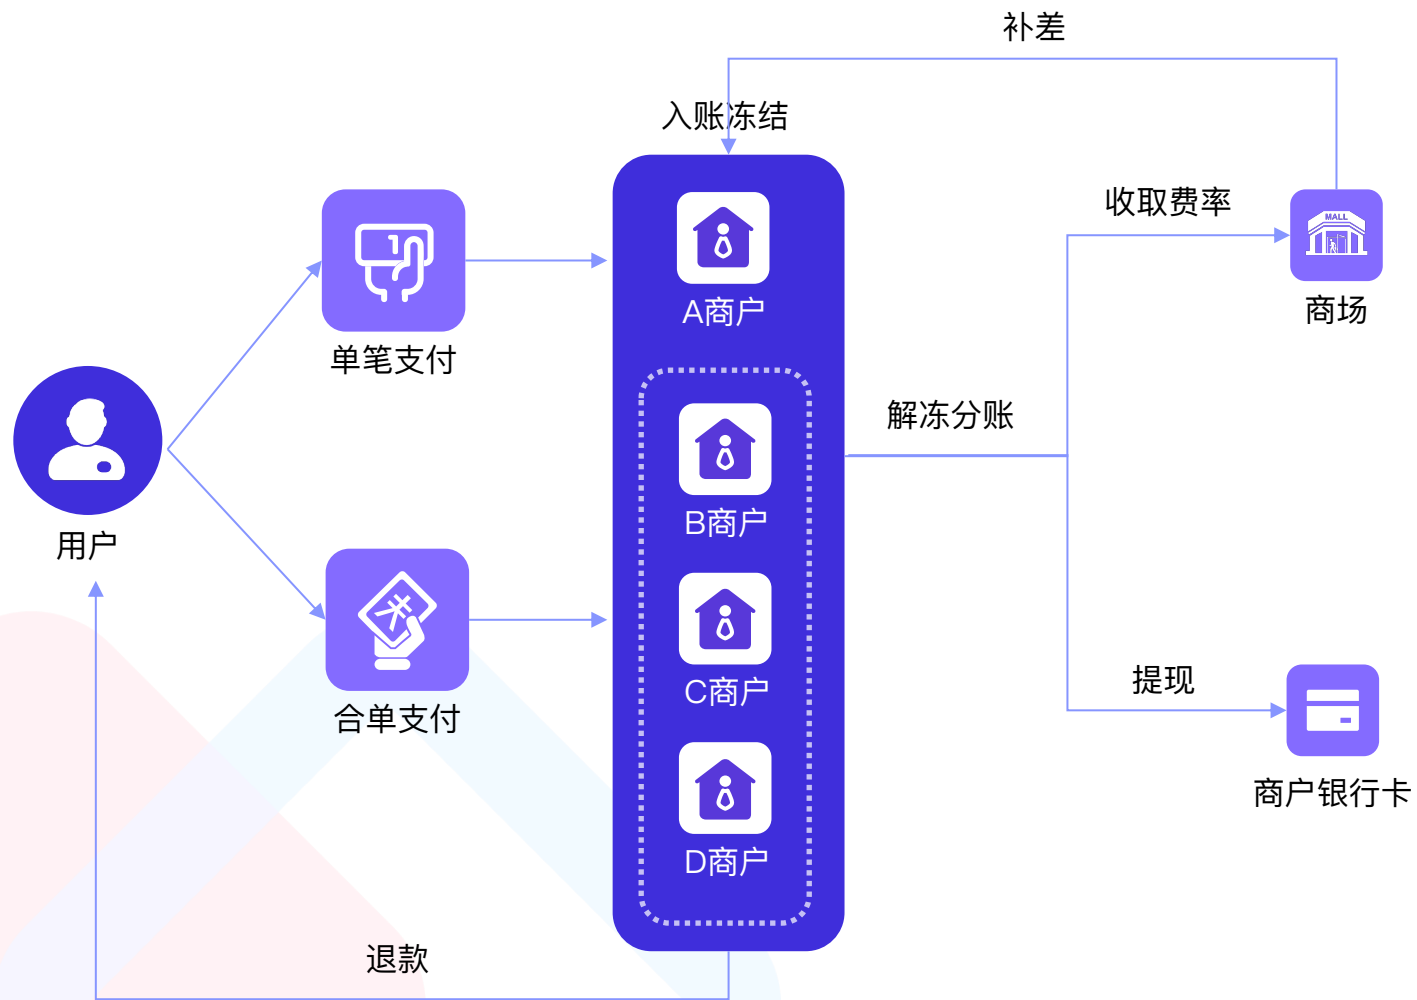 补差
入账冻结
收取费率
MALL
商场
A商户
单笔支付
解冻分账
B商户
用户
提现
C商户
合单支付
商户银行卡
D商户
退款